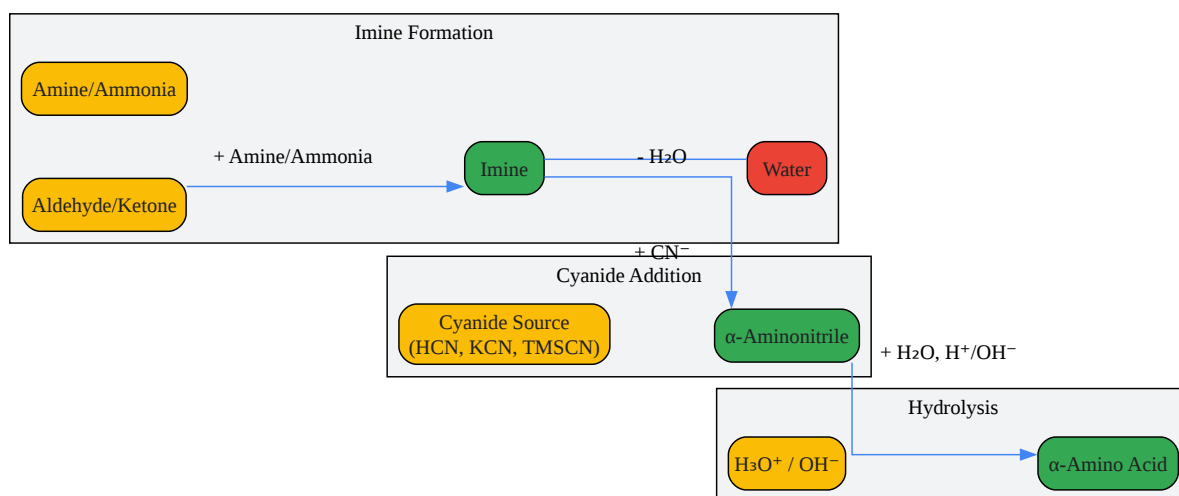 Imine Formation
Amine/Ammonia
+ Amine/Ammonia
Imine
- H₂O
Water
Aldehyde/Ketone
+ CN⁻
Cyanide Addition
Cyanide Source
(HCN, KCN, TMSCN)
α-Aminonitrile
+ H₂O, H⁺/OH⁻
Hydrolysis
H₃O⁺ / OH⁻
α-Amino Acid